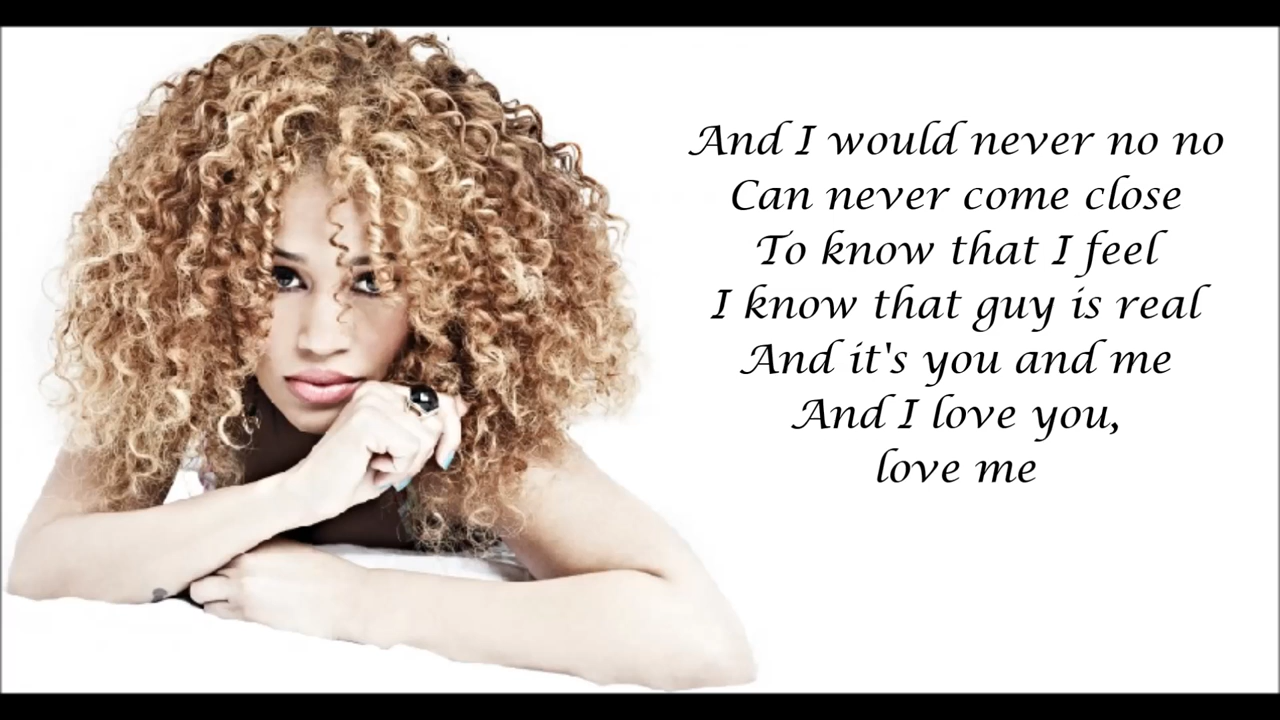 And I would never no no
Can never come close
To know that I feel
I know that guy is real
And it's you and me
And I love you,
love me